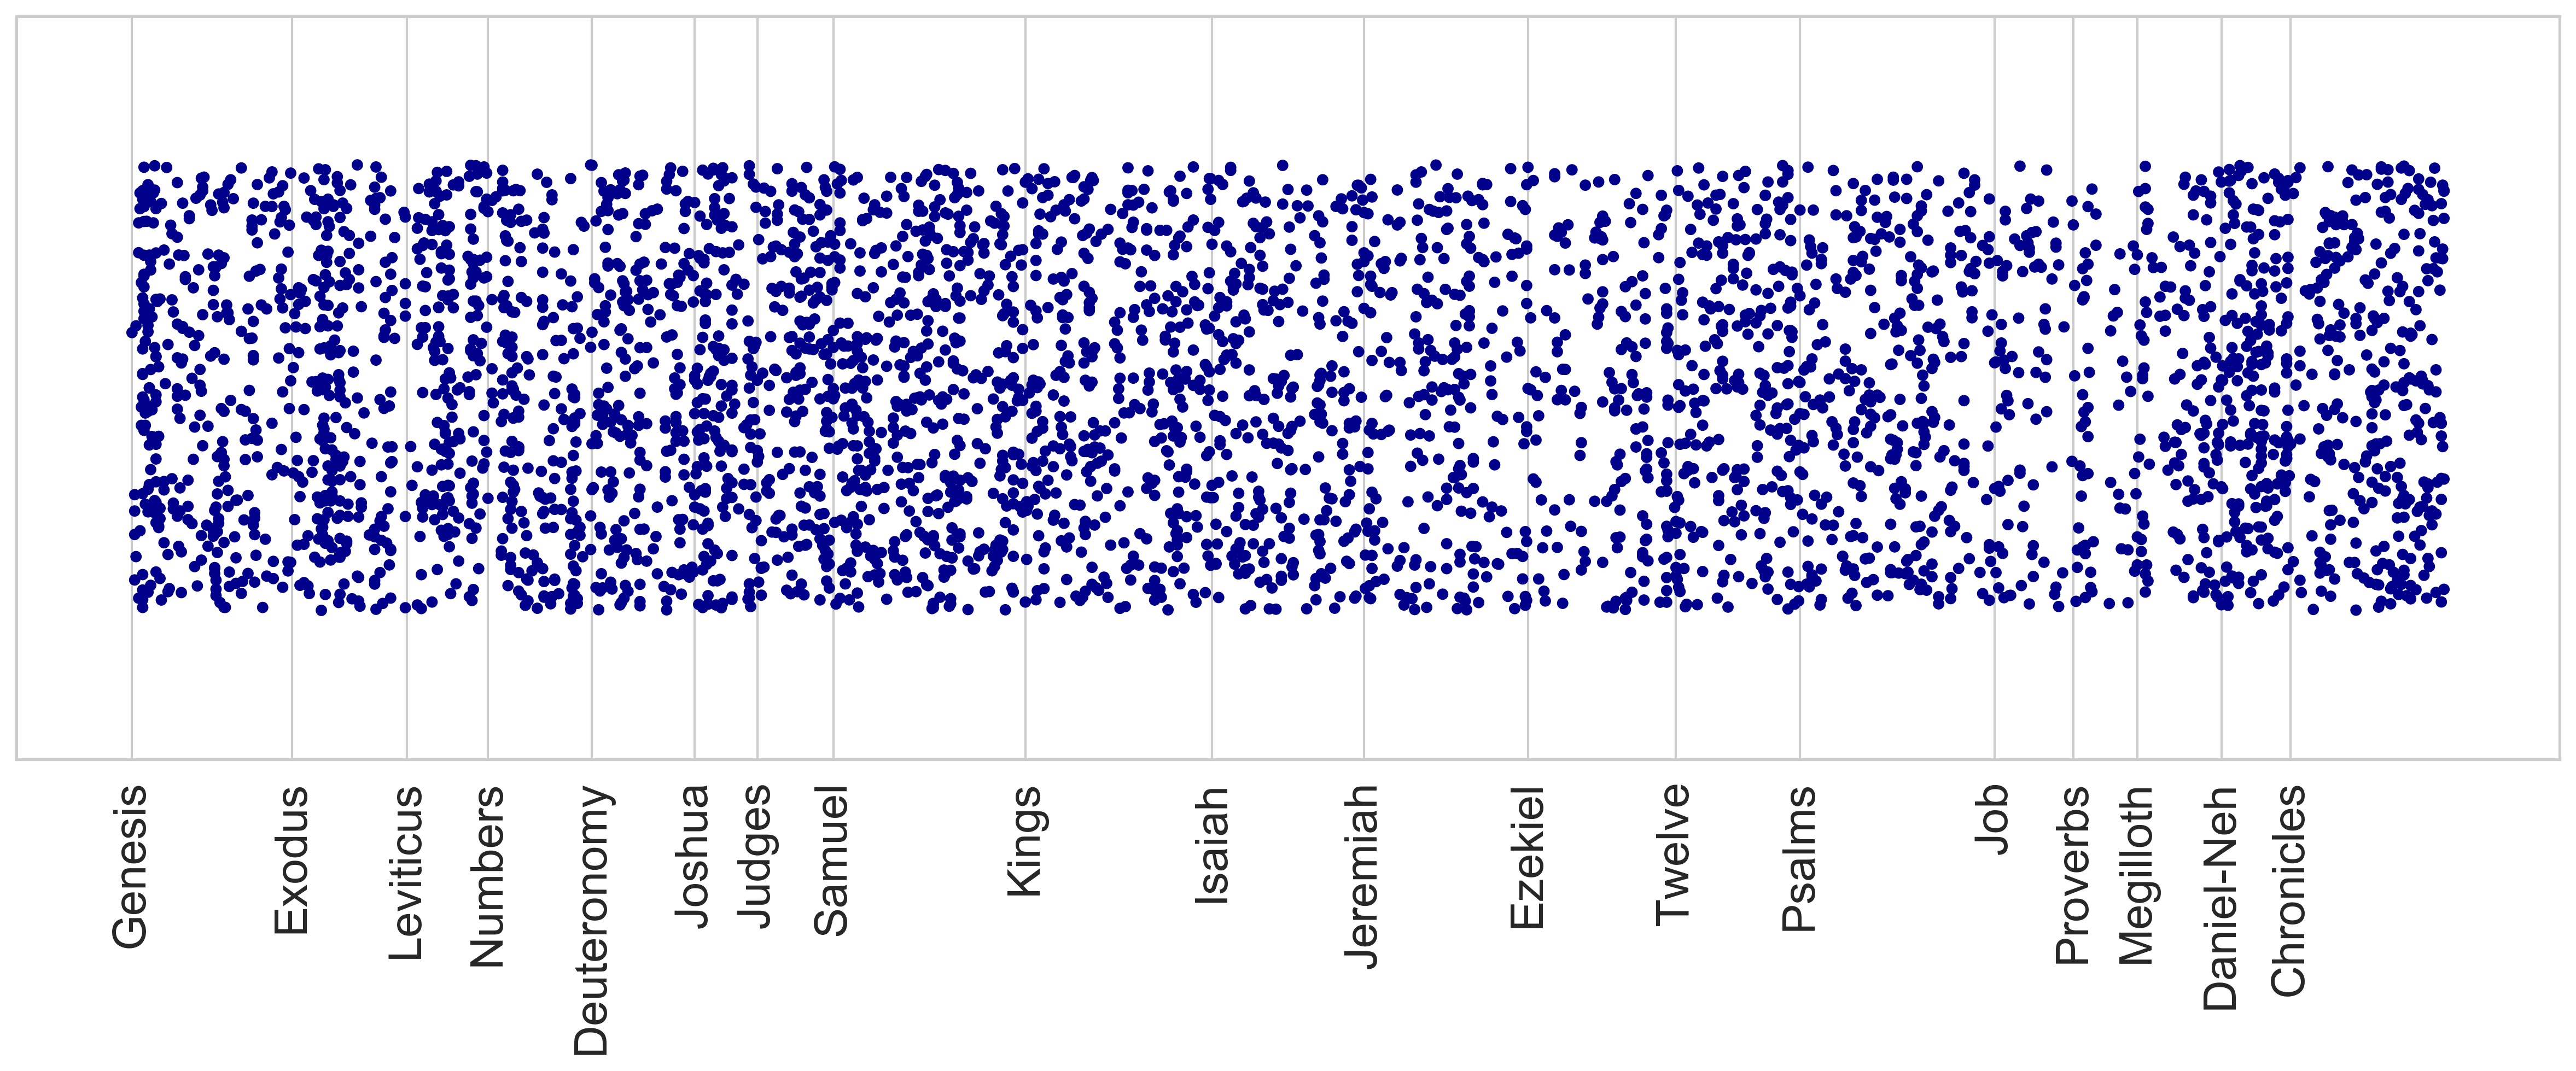 Genesis
Exodus
Leviticus
Numbers
Deuteronomy
Joshua
Judges
Samuel
Kings
Isaiah
Jeremiah
Ezekiel
Twelve
Psalms
Job
Proverbs
Megilloth
Daniel-Neh
Chronicles